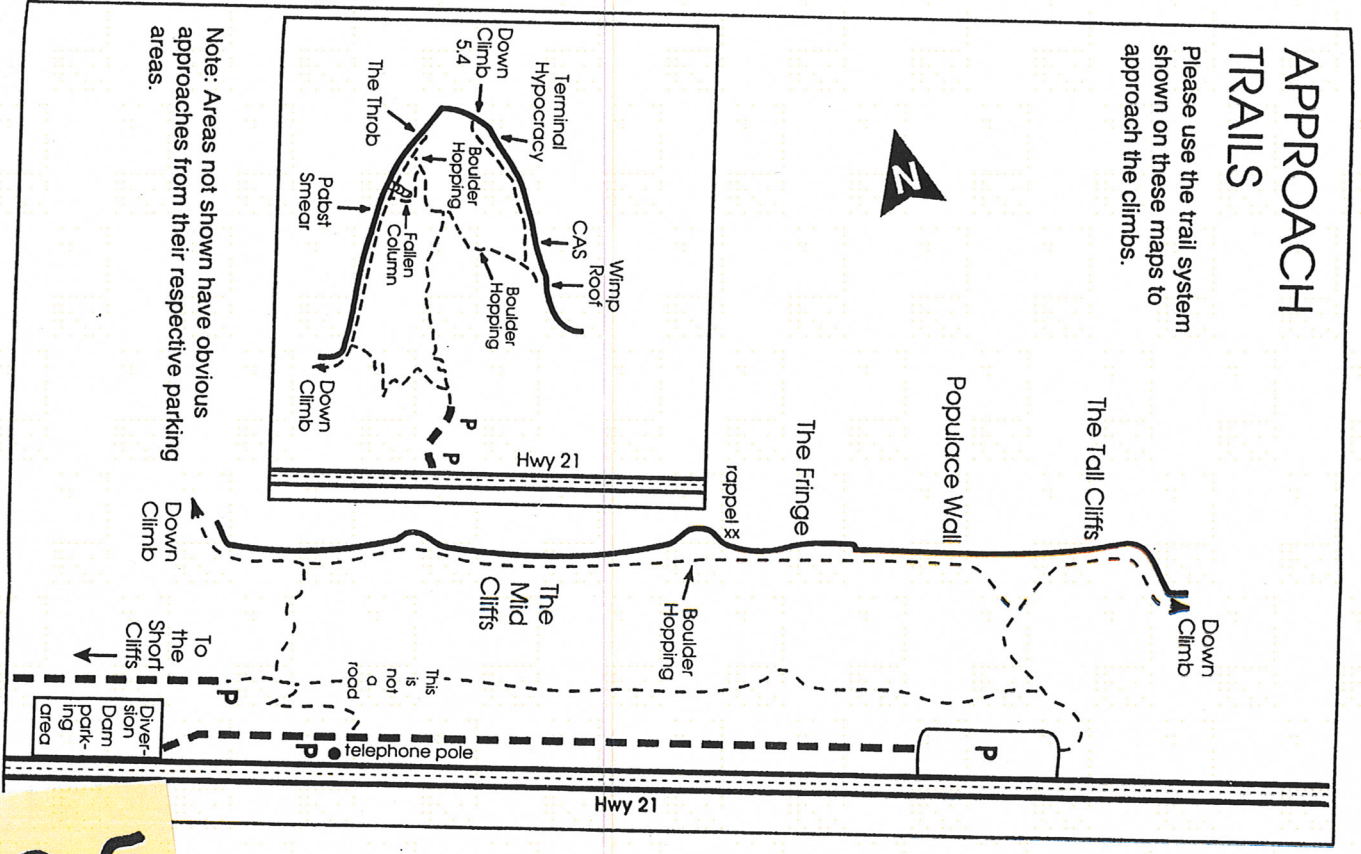 APPROACH
TRAILS
Please use the trail system
shown on these maps to
approach the climbs.
N
Wimp
Roof
CAS
Terminal
Hypocracy
Down
Climb
5.4
Boulder
Hopping
Boulder
Hopping
The Throb
Fallen
Column
Pabst
Smear
Down
Climb
P
P
Hwy 21
Note: Areas not shown have obvious
approaches from their respective parking
areas.
The Tall Cliffs
Down
Climb
Populace Wall
The Fringe
rappel xx
Boulder
Hopping
The
Mid
Cliffs
Down
Climb
This
is
not
a
road
To
the
Short
Cliffs
P
P
telephone pole
P
Diver-
sion
Dam
park-
ing
area
Hwy 21